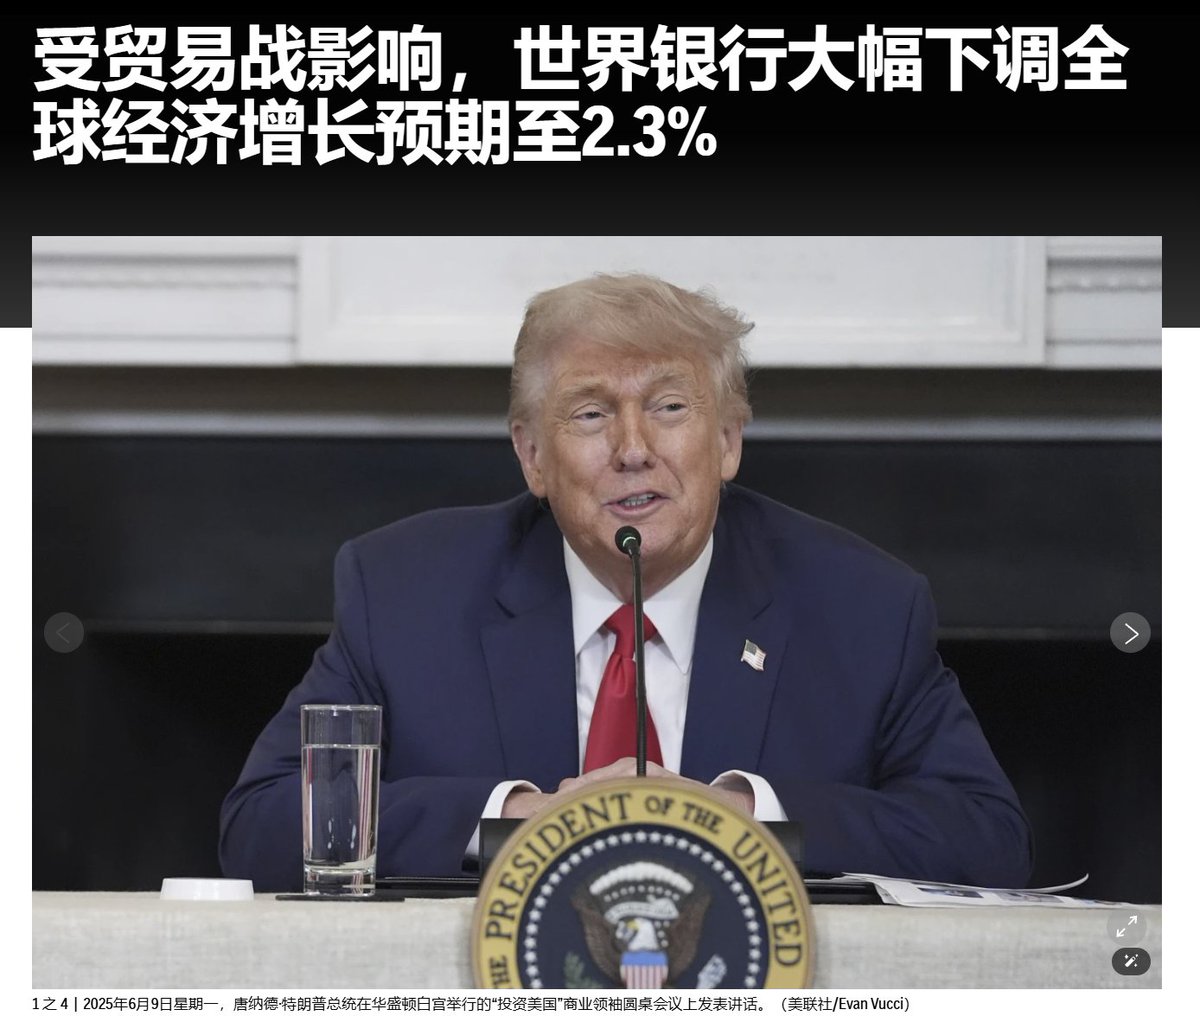 受贸易战影响，世界银行大幅下调全
球经济增长预期至2.3%
HE PRESIDENT OF THE UNITED
1 之 4 | 2025年6月9日星期一，唐纳德·特朗普总统在华盛顿白宫举行的“投资美国”商业领袖圆桌会议上发表讲话。（美联社/Evan Vucci）